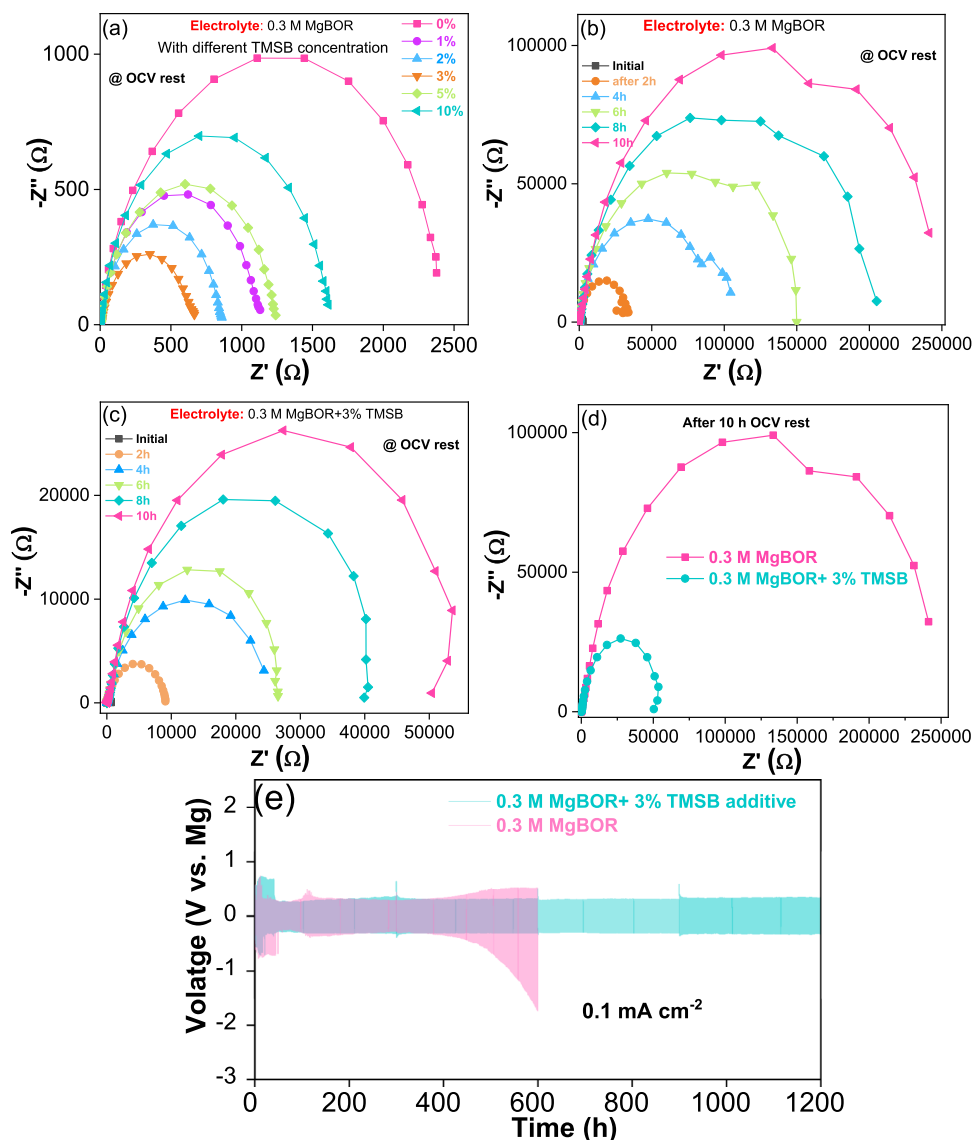 (a)
Electrolyte: 0.3 M MgBOR
With different TMSB concentration
@ OCV rest
0%
1%
2%
3%
5%
10%
1000
500
0
0 500 1000 1500 2000 2500
-Z'' (Ω)
Z' (Ω)
(b)
Electrolyte: 0.3 M MgBOR
@ OCV rest
Initial
after 2h
4h
6h
8h
10h
100000
50000
0
0 50000 100000 150000 200000 250000
-Z'' (Ω)
Z' (Ω)
(c)
Electrolyte: 0.3 M MgBOR+3% TMSB
@ OCV rest
Initial
2h
4h
6h
8h
10h
20000
10000
0
0 10000 20000 30000 40000 50000
-Z'' (Ω)
Z' (Ω)
(d)
After 10 h OCV rest
0.3 M MgBOR
0.3 M MgBOR+ 3% TMSB
100000
50000
0
0 50000 100000 150000 200000 250000
-Z'' (Ω)
Z' (Ω)
(e)
0.3 M MgBOR+ 3% TMSB additive
0.3 M MgBOR
0.1 mA cm-2
2
1
0
-1
-2
-3
0 200 400 600 800 1000 1200
Volatge (V vs. Mg)
Time (h)